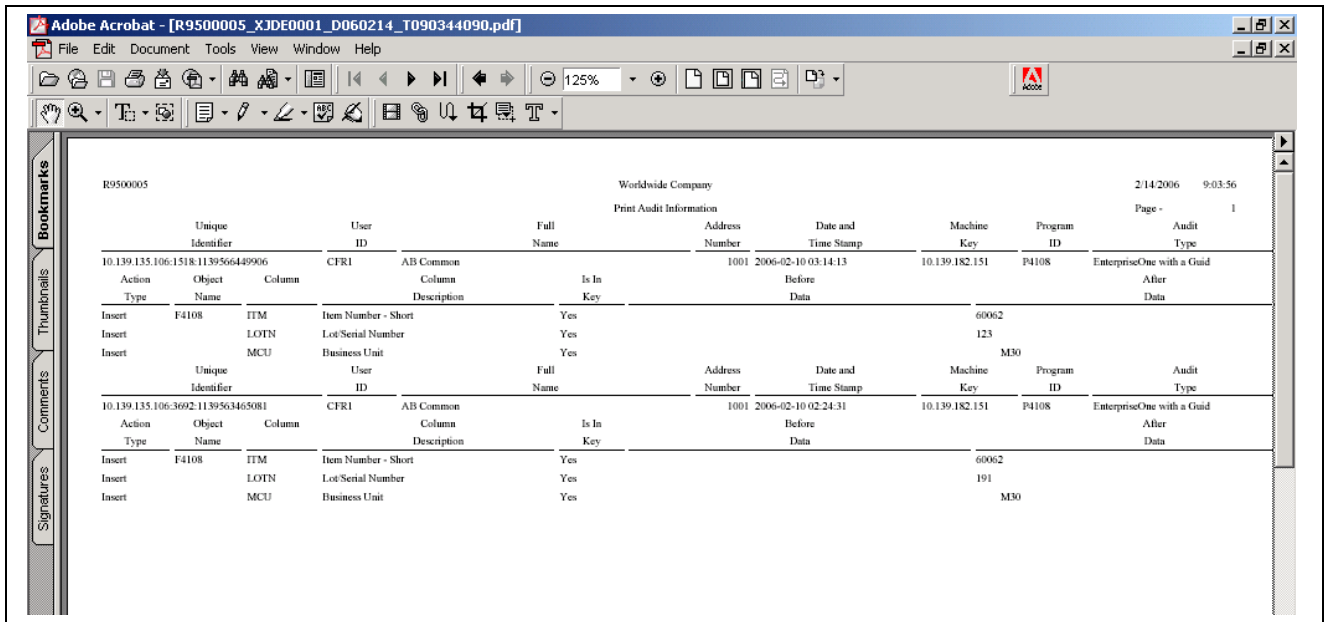 Adobe Acrobat - [R9500005_XJDE0001_D060214_T090344090.pdf]
File Edit Document Tools View Window Help
125%
Adobe
Bookmarks
Thumbnails
Comments
Signatures
R9500005 Worldwide Company 2/14/2006 9:03:56
Print Audit Information Page - 1
Unique User Full Address Date and Machine Program Audit
Identifier ID Name Number Time Stamp Key ID Type
10.139.135.106:1518:1139566449906 CFR1 AB Common 1001 2006-02-10 03:14:13 10.139.182.151 P4108 EnterpriseOne with a Guid
Action Object Column Column Is In Before After
Type Name Description Key Data Data
Insert F4108 ITM Item Number - Short Yes 60062
Insert LOTN Lot/Serial Number Yes 123
Insert MCU Business Unit Yes M30
Unique User Full Address Date and Machine Program Audit
Identifier ID Name Number Time Stamp Key ID Type
10.139.135.106:3692:1139563465081 CFR1 AB Common 1001 2006-02-10 02:24:31 10.139.182.151 P4108 EnterpriseOne with a Guid
Action Object Column Column Is In Before After
Type Name Description Key Data Data
Insert F4108 ITM Item Number - Short Yes 60062
Insert LOTN Lot/Serial Number Yes 191
Insert MCU Business Unit Yes M30